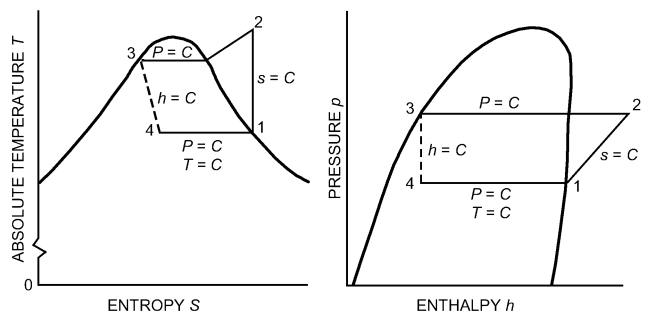 ABSOLUTE TEMPERATURE T
0
ENTROPY S
3
P = C
2
s = C
h = C
4
1
P = C
T = C
PRESSURE p
ENTHALPY h
3
P = C
2
h = C
s = C
4
1
P = C
T = C